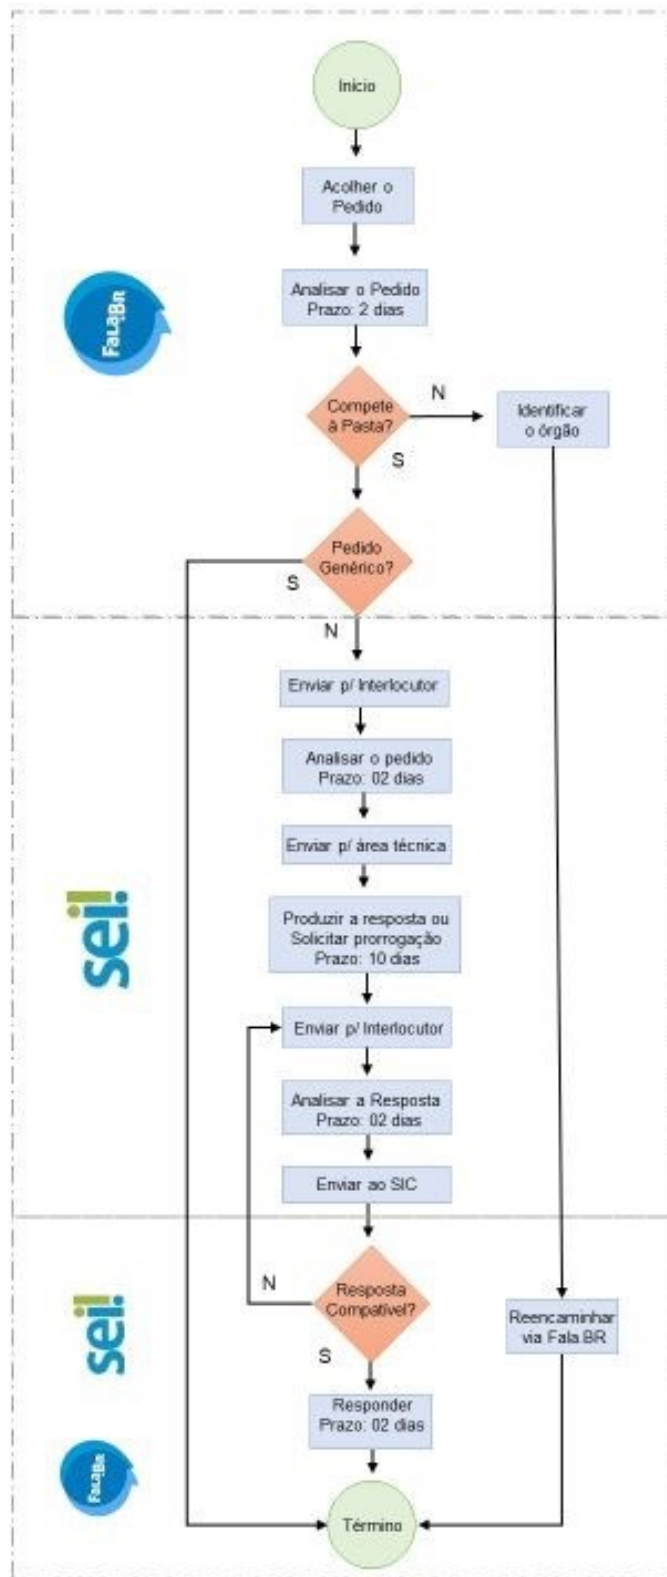 Início
Acolher o
Pedido
Analisar o Pedido
Prazo: 2 dias
FaLa.BR
Compete
à Pasta?
N
Identificar
o órgão
S
Pedido
Genérico?
S
N
Enviar p/ Interlocutor
Analisar o pedido
Prazo: 02 dias
Enviar p/ área técnica
sei!
Produzir a resposta ou
Solicitar prorrogação
Prazo: 10 dias
Enviar p/ Interlocutor
Analisar a Resposta
Prazo: 02 dias
Enviar ao SIC
N
Resposta
Compatível?
sei!
Reencaminhar
via Fala.BR
S
Responder
Prazo: 02 dias
FaLa.BR
Término